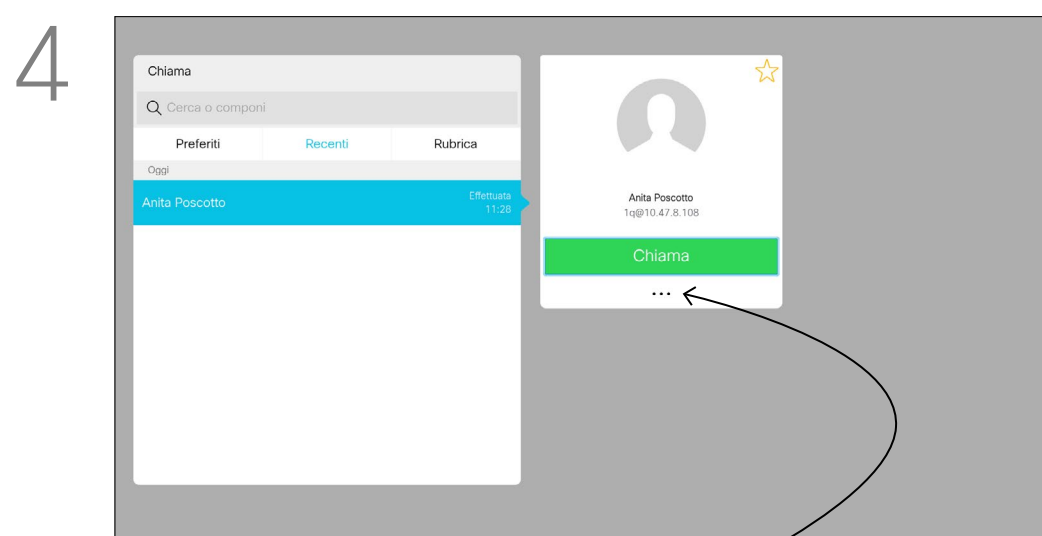 4
Chiama
Cerca o componi
Preferiti Recenti Rubrica
Oggi
Anita Poscotto Effettuata
11:28
Anita Poscotto
1q@10.47.8.108
Chiama
...